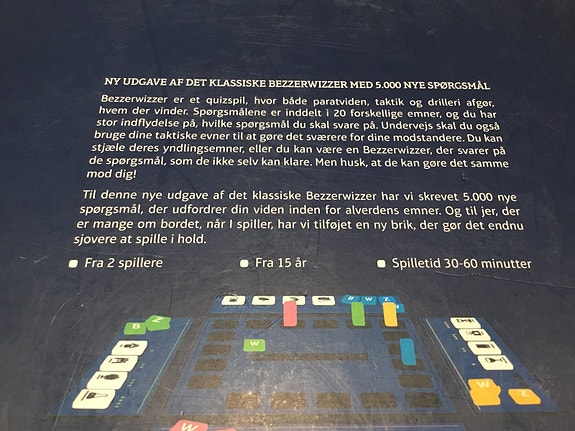 NY UDGAVE AF DET KLASSISKE BEZZERWIZZER MED 5.000 NYE SPØRGSMÅL
Bezzerwizzer er et quizspil, hvor både paratviden, taktik og drilleri afgør,
hvem der vinder. Spørgsmålene er inddelt i 20 forskellige emner, og du har
stor indflydelse på, hvilke spørgsmål du skal svare på. Undervejs skal du også
bruge dine taktiske evner til at gøre det sværere for dine modstandere. Du kan
stjæle deres yndlingsemner, eller du kan være en Bezzerwizzer, der svarer på
de spørgsmål, som de ikke selv kan klare. Men husk, at de kan gøre det samme
mod dig!
Til denne nye udgave af det klassiske Bezzerwizzer har vi skrevet 5.000 nye
spørgsmål, der udfordrer din viden inden for alverdens emner. Og til jer, der
er mange om bordet, når I spiller, har vi tilføjet en ny brik, der gør det endnu
sjovere at spille i hold.
Fra 2 spillere Fra 15 år Spilletid 30-60 minutter
B W Z
B Z
W
W